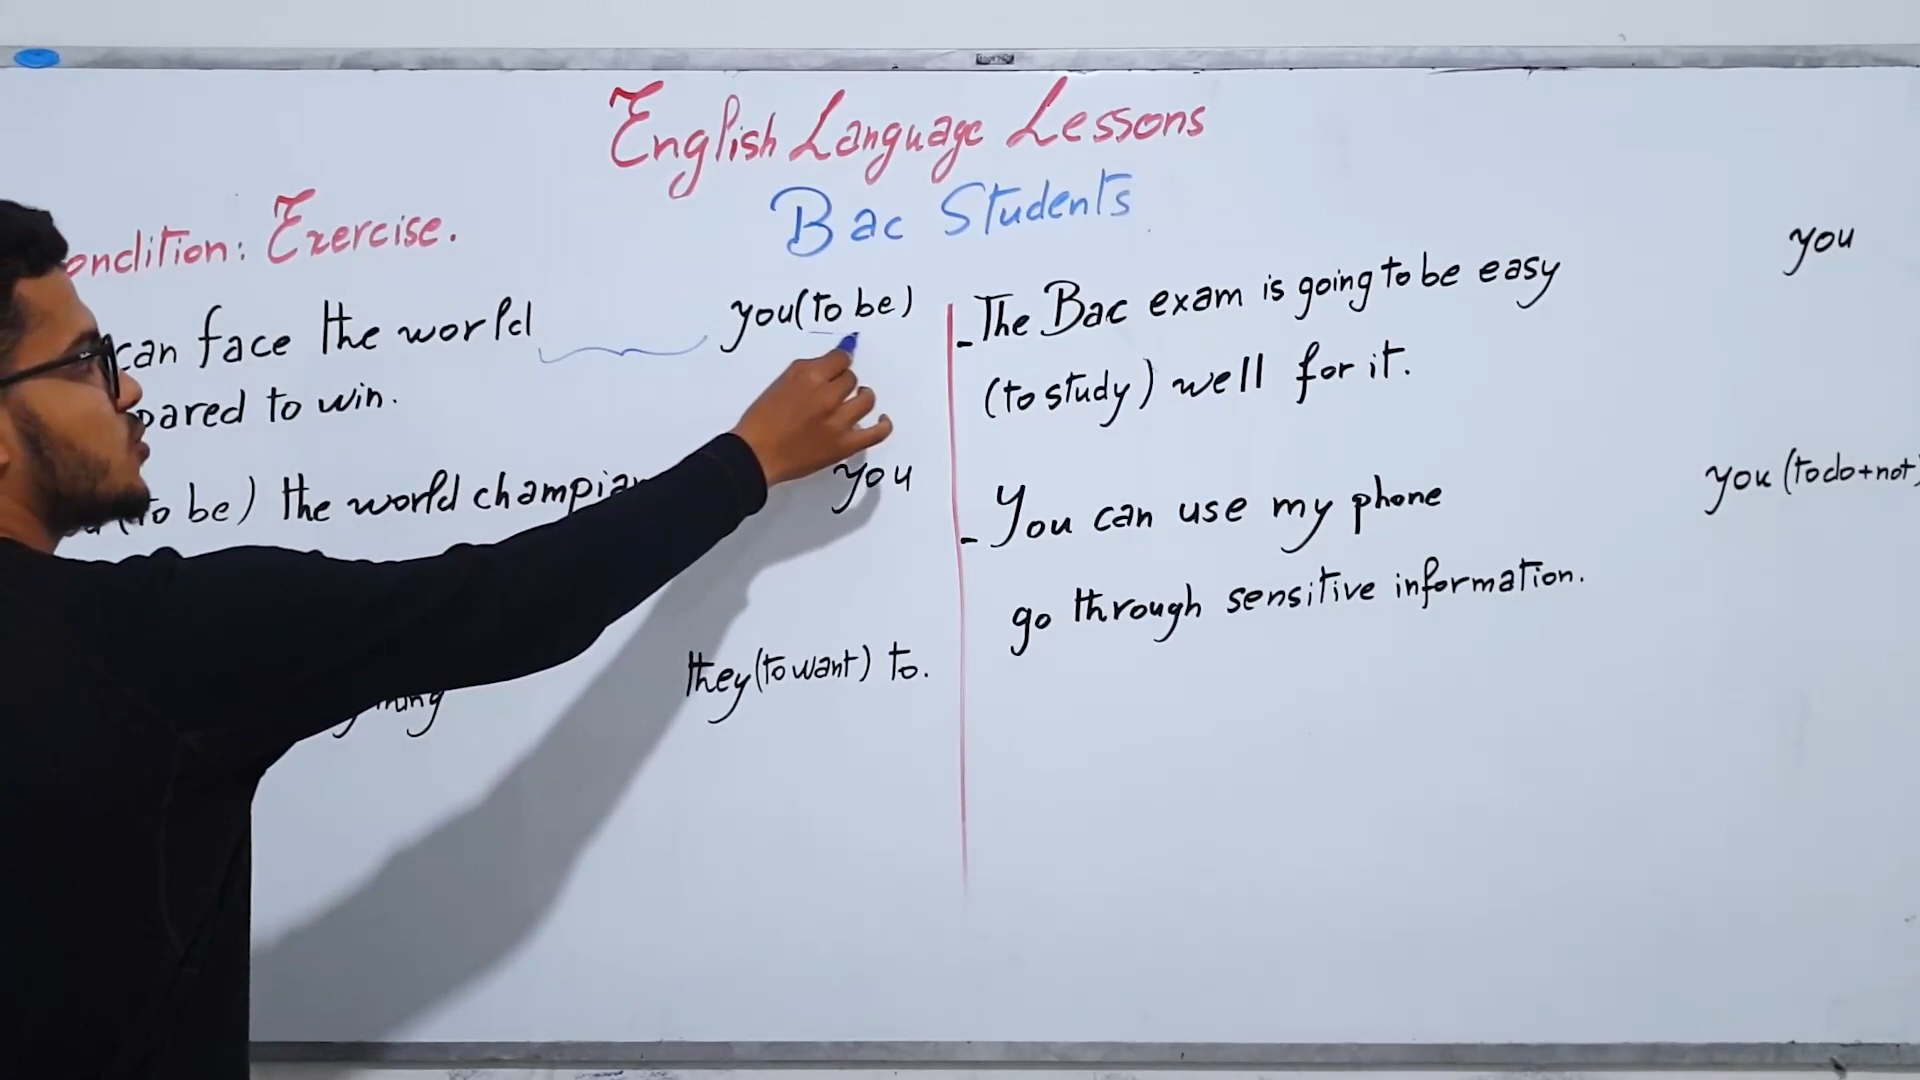 English Language Lessons
Bac Students
ondition: Exercise.
can face the world you (to be)
pared to win.
to be) the world champian you
they (to want) to.
- The Bac exam is going to be easy you
(to study) well for it.
- You can use my phone you (to do + not)
go through sensitive information.